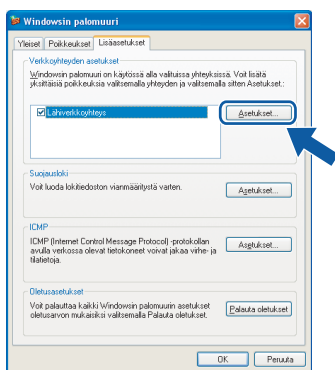 Windowsin palomuuri
Yleiset Poikkeukset Lisäasetukset
Verkkoyhteyden asetukset
Windowsin palomuuri on käytössä alla valituissa yhteyksissä. Voit lisätä
yksittäisiä poikkeuksia valitsemalla yhteyden ja valitsemalla sitten Asetukset.:
Lähiverkkoyhteys
Asetukset...
Suojausloki
Voit luoda lokitiedoston vianmääritystä varten.
Asetukset...
ICMP
ICMP (Internet Control Message Protocol) -protokollan
avulla verkossa olevat tietokoneet voivat jakaa virhe- ja
tilatietoja.
Asetukset...
Oletusasetukset
Voit palauttaa kaikki Windowsin palomuurin asetukset
oletusarvon mukaisiksi valitsemalla Palauta oletukset.
Palauta oletukset
OK Peruuta